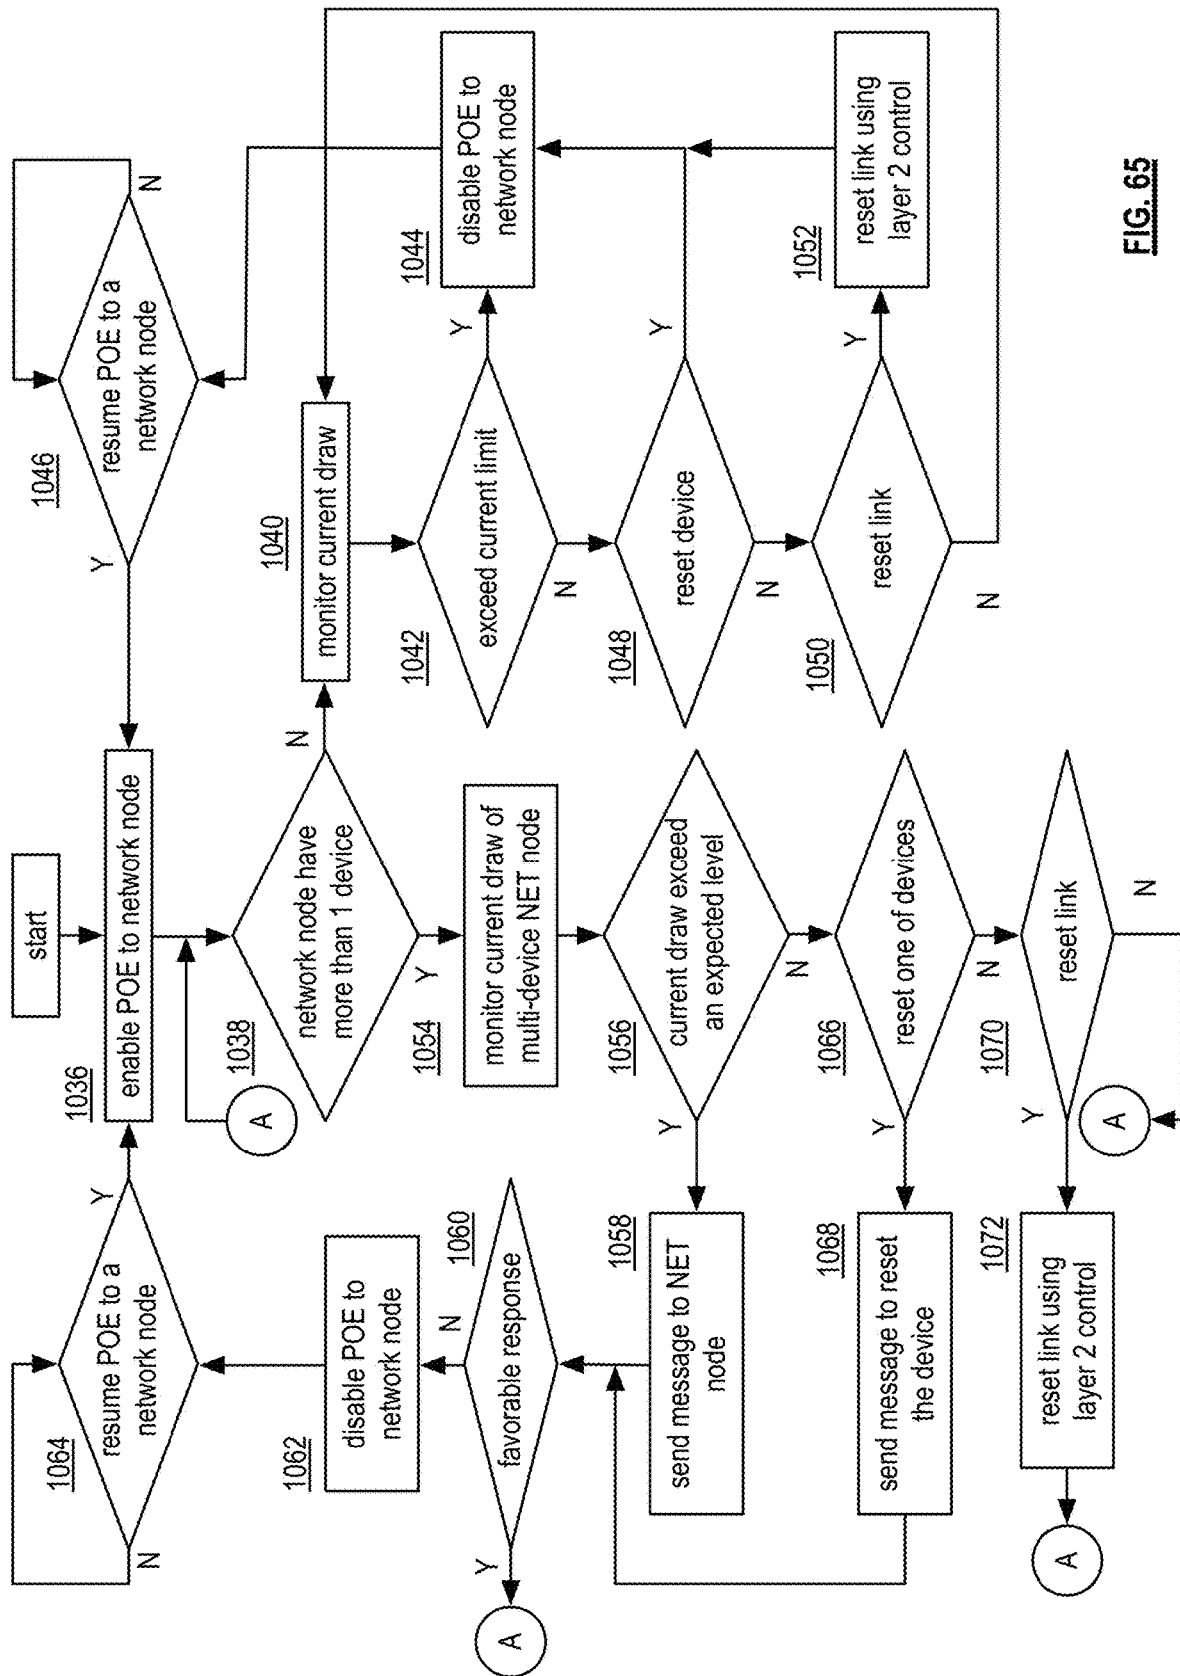 start
1036
enable POE to network node
1064
resume POE to a
network node
N
Y
1046
resume POE to a
network node
Y
N
A
1038
network node have
more than 1 device
N
Y
1040
monitor current draw
1042
exceed current limit
Y
N
1044
disable POE to
network node
1048
reset device
Y
N
1050
reset link
Y
N
1052
reset link using
layer 2 control
1054
monitor current draw of
multi-device NET node
1056
current draw exceed
an expected level
Y
N
1058
send message to NET
node
1060
favorable response
Y
N
A
1062
disable POE to
network node
1066
reset one of devices
Y
N
1068
send message to reset
the device
1070
reset link
Y
N
A
1072
reset link using
layer 2 control
A
FIG. 65